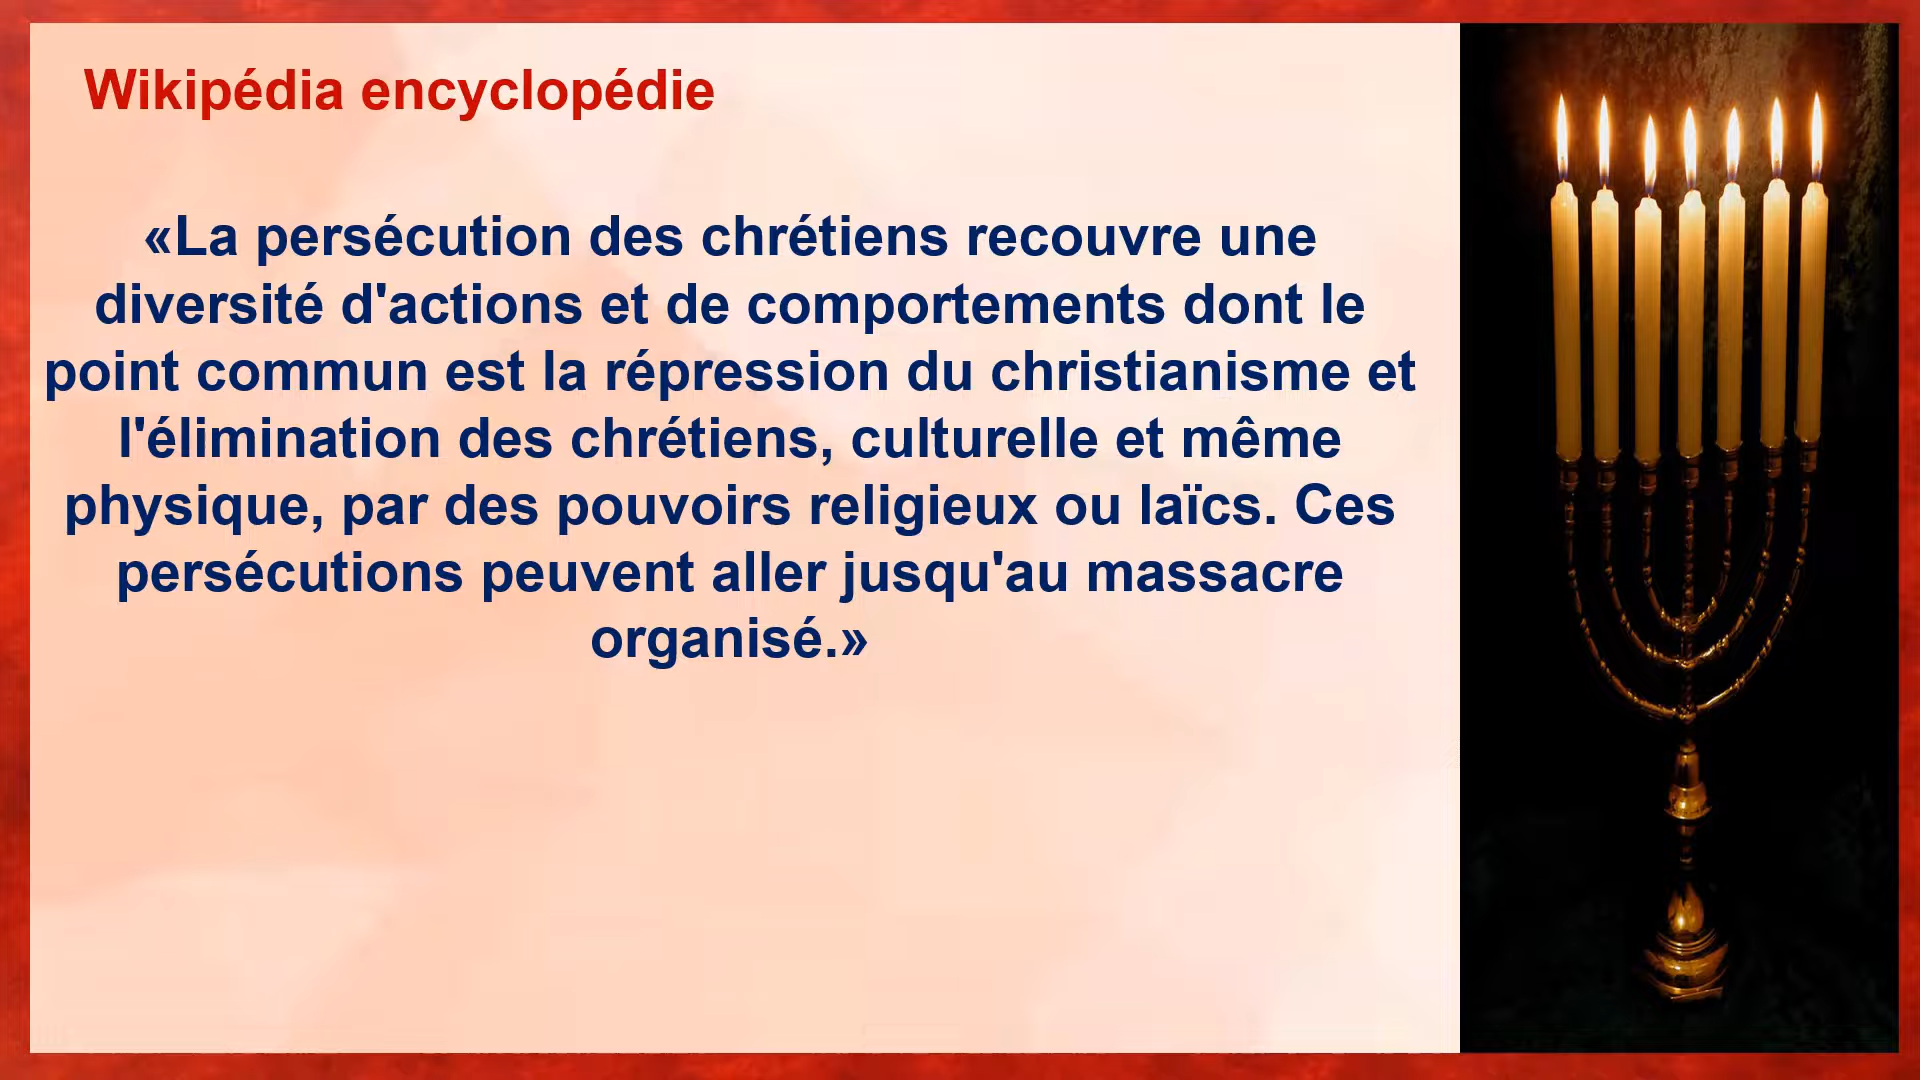 Wikipédia encyclopédie
«La persécution des chrétiens recouvre une
diversité d'actions et de comportements dont le
point commun est la répression du christianisme et
l'élimination des chrétiens, culturelle et même
physique, par des pouvoirs religieux ou laïcs. Ces
persécutions peuvent aller jusqu'au massacre
organisé.»